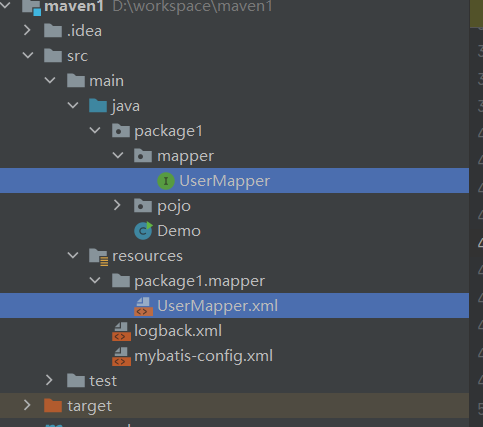 maven1 D:\workspace\maven1
.idea
src
main
java
package1
mapper
UserMapper
pojo
Demo
resources
package1.mapper
UserMapper.xml
logback.xml
mybatis-config.xml
test
target